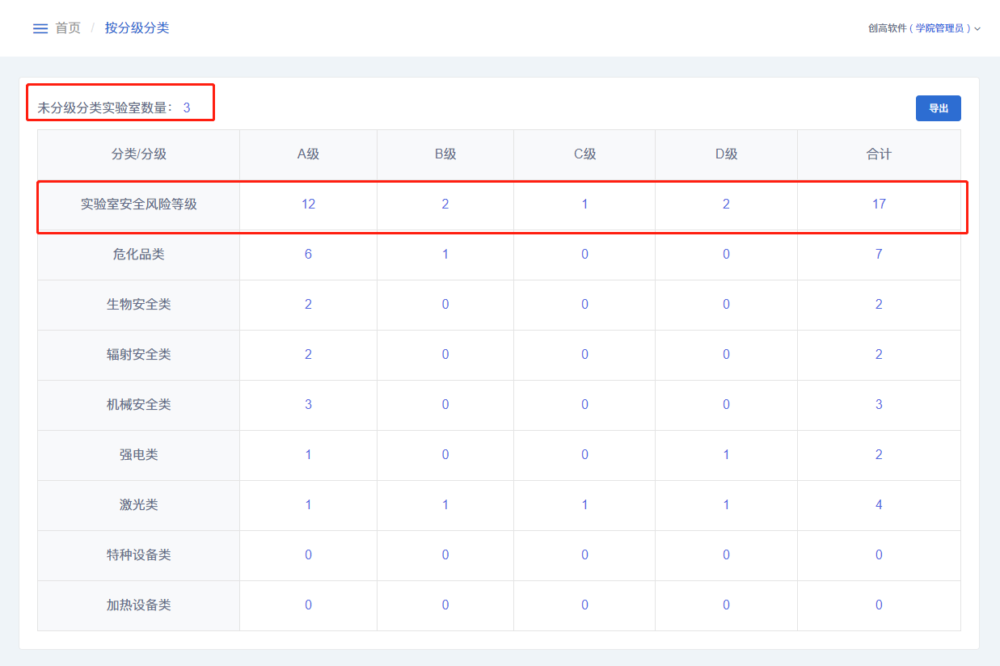 首页 / 按分级分类
创高软件 ( 学院管理员 )
未分级分类实验室数量： 3
导出
分类/分级 A级 B级 C级 D级 合计
实验室安全风险等级 12 2 1 2 17
危化品类 6 1 0 0 7
生物安全类 2 0 0 0 2
辐射安全类 2 0 0 0 2
机械安全类 3 0 0 0 3
强电类 1 0 0 1 2
激光类 1 1 1 1 4
特种设备类 0 0 0 0 0
加热设备类 0 0 0 0 0